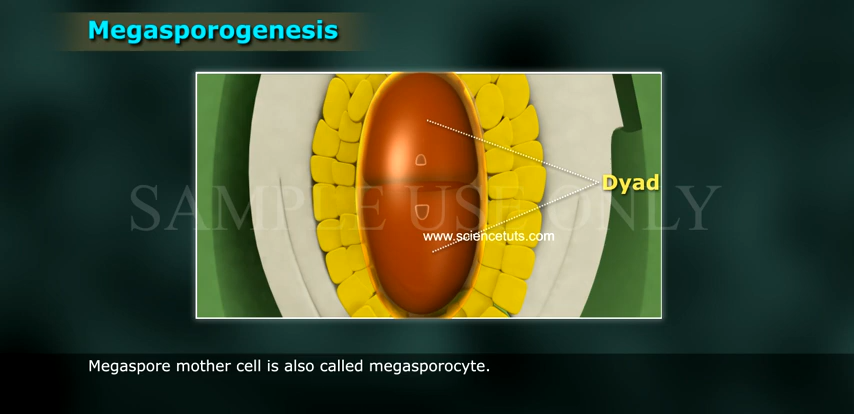 Megasporogenesis
SAMPLE USE ONLY
Dyad
www.sciencetuts.com
Megaspore mother cell is also called megasporocyte.